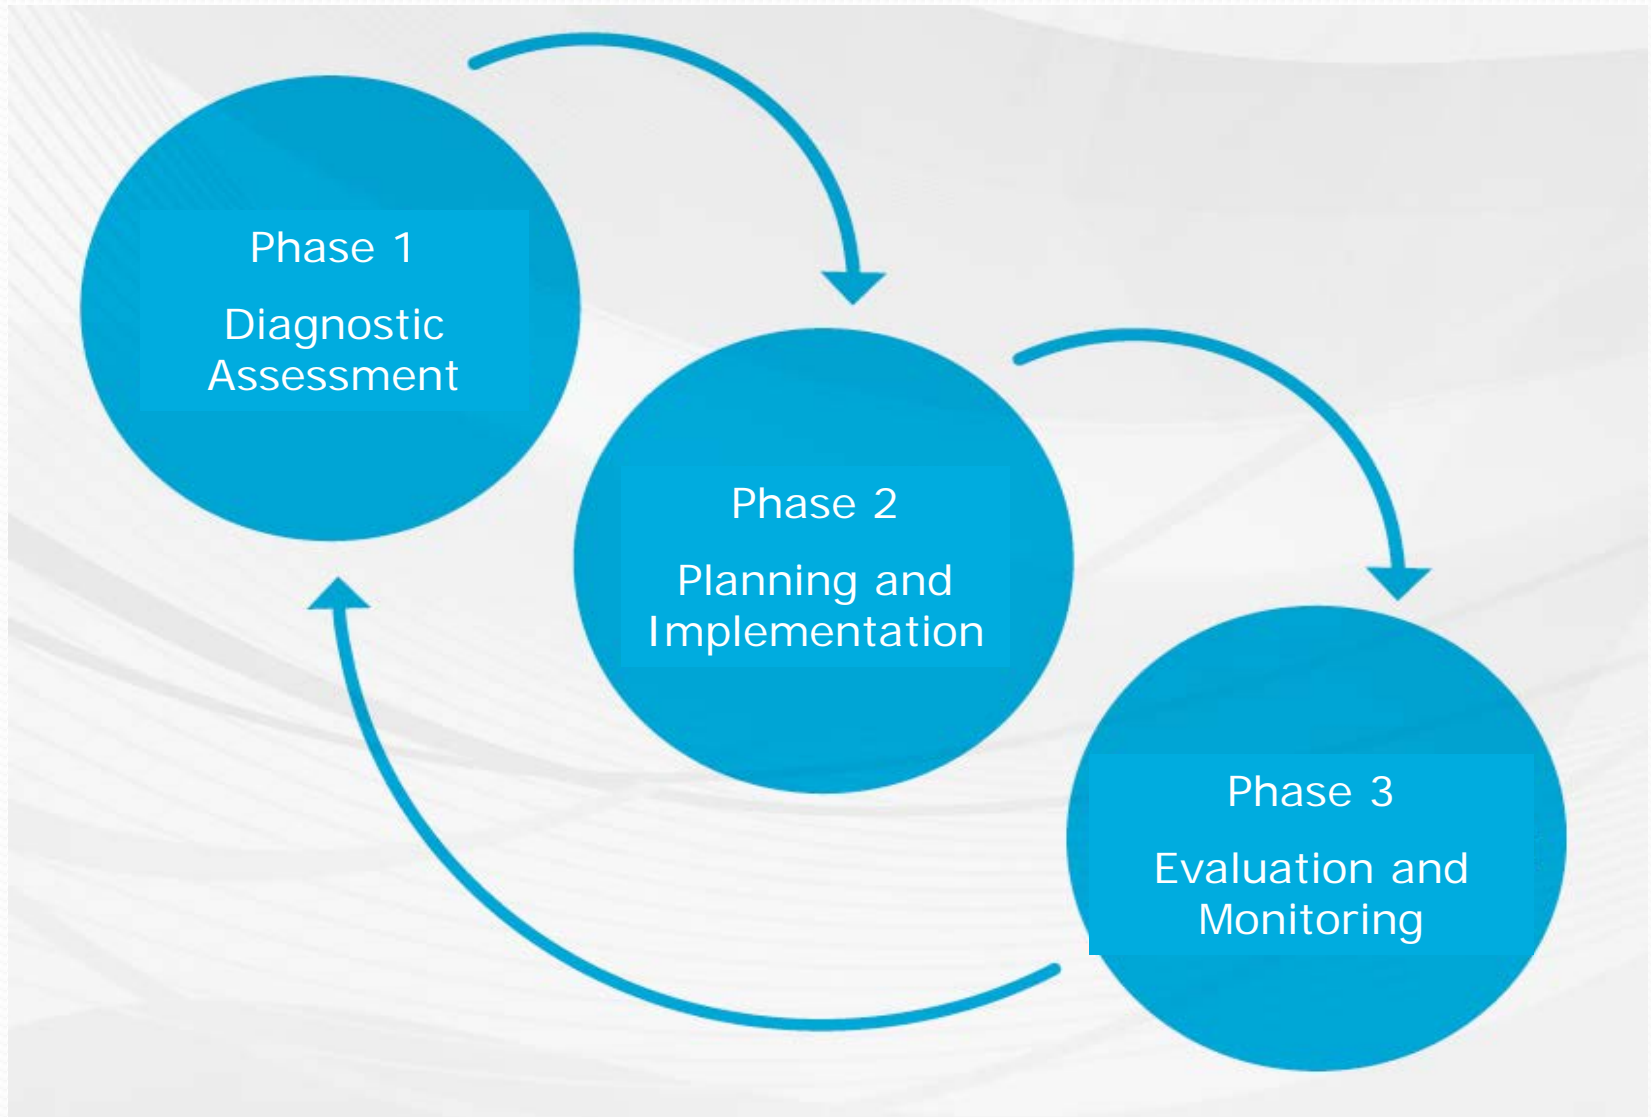 Phase 1
Diagnostic
Assessment
Phase 2
Planning and
Implementation
Phase 3
Evaluation and
Monitoring